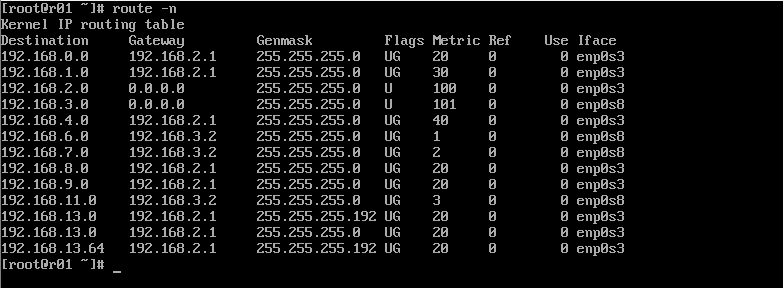 [root@r01 ~]# route -n
Kernel IP routing table
Destination     Gateway         Genmask         Flags Metric Ref    Use Iface
192.168.0.0     192.168.2.1     255.255.255.0   UG    20     0        0 enp0s3
192.168.1.0     192.168.2.1     255.255.255.0   UG    30     0        0 enp0s3
192.168.2.0     0.0.0.0         255.255.255.0   U     100    0        0 enp0s3
192.168.3.0     0.0.0.0         255.255.255.0   U     101    0        0 enp0s8
192.168.4.0     192.168.2.1     255.255.255.0   UG    40     0        0 enp0s3
192.168.6.0     192.168.3.2     255.255.255.0   UG    1      0        0 enp0s8
192.168.7.0     192.168.3.2     255.255.255.0   UG    2      0        0 enp0s8
192.168.8.0     192.168.2.1     255.255.255.0   UG    20     0        0 enp0s3
192.168.9.0     192.168.2.1     255.255.255.0   UG    20     0        0 enp0s3
192.168.11.0    192.168.3.2     255.255.255.0   UG    3      0        0 enp0s8
192.168.13.0    192.168.2.1     255.255.255.192 UG    20     0        0 enp0s3
192.168.13.0    192.168.2.1     255.255.255.0   UG    20     0        0 enp0s3
192.168.13.64   192.168.2.1     255.255.255.192 UG    20     0        0 enp0s3
[root@r01 ~]# _